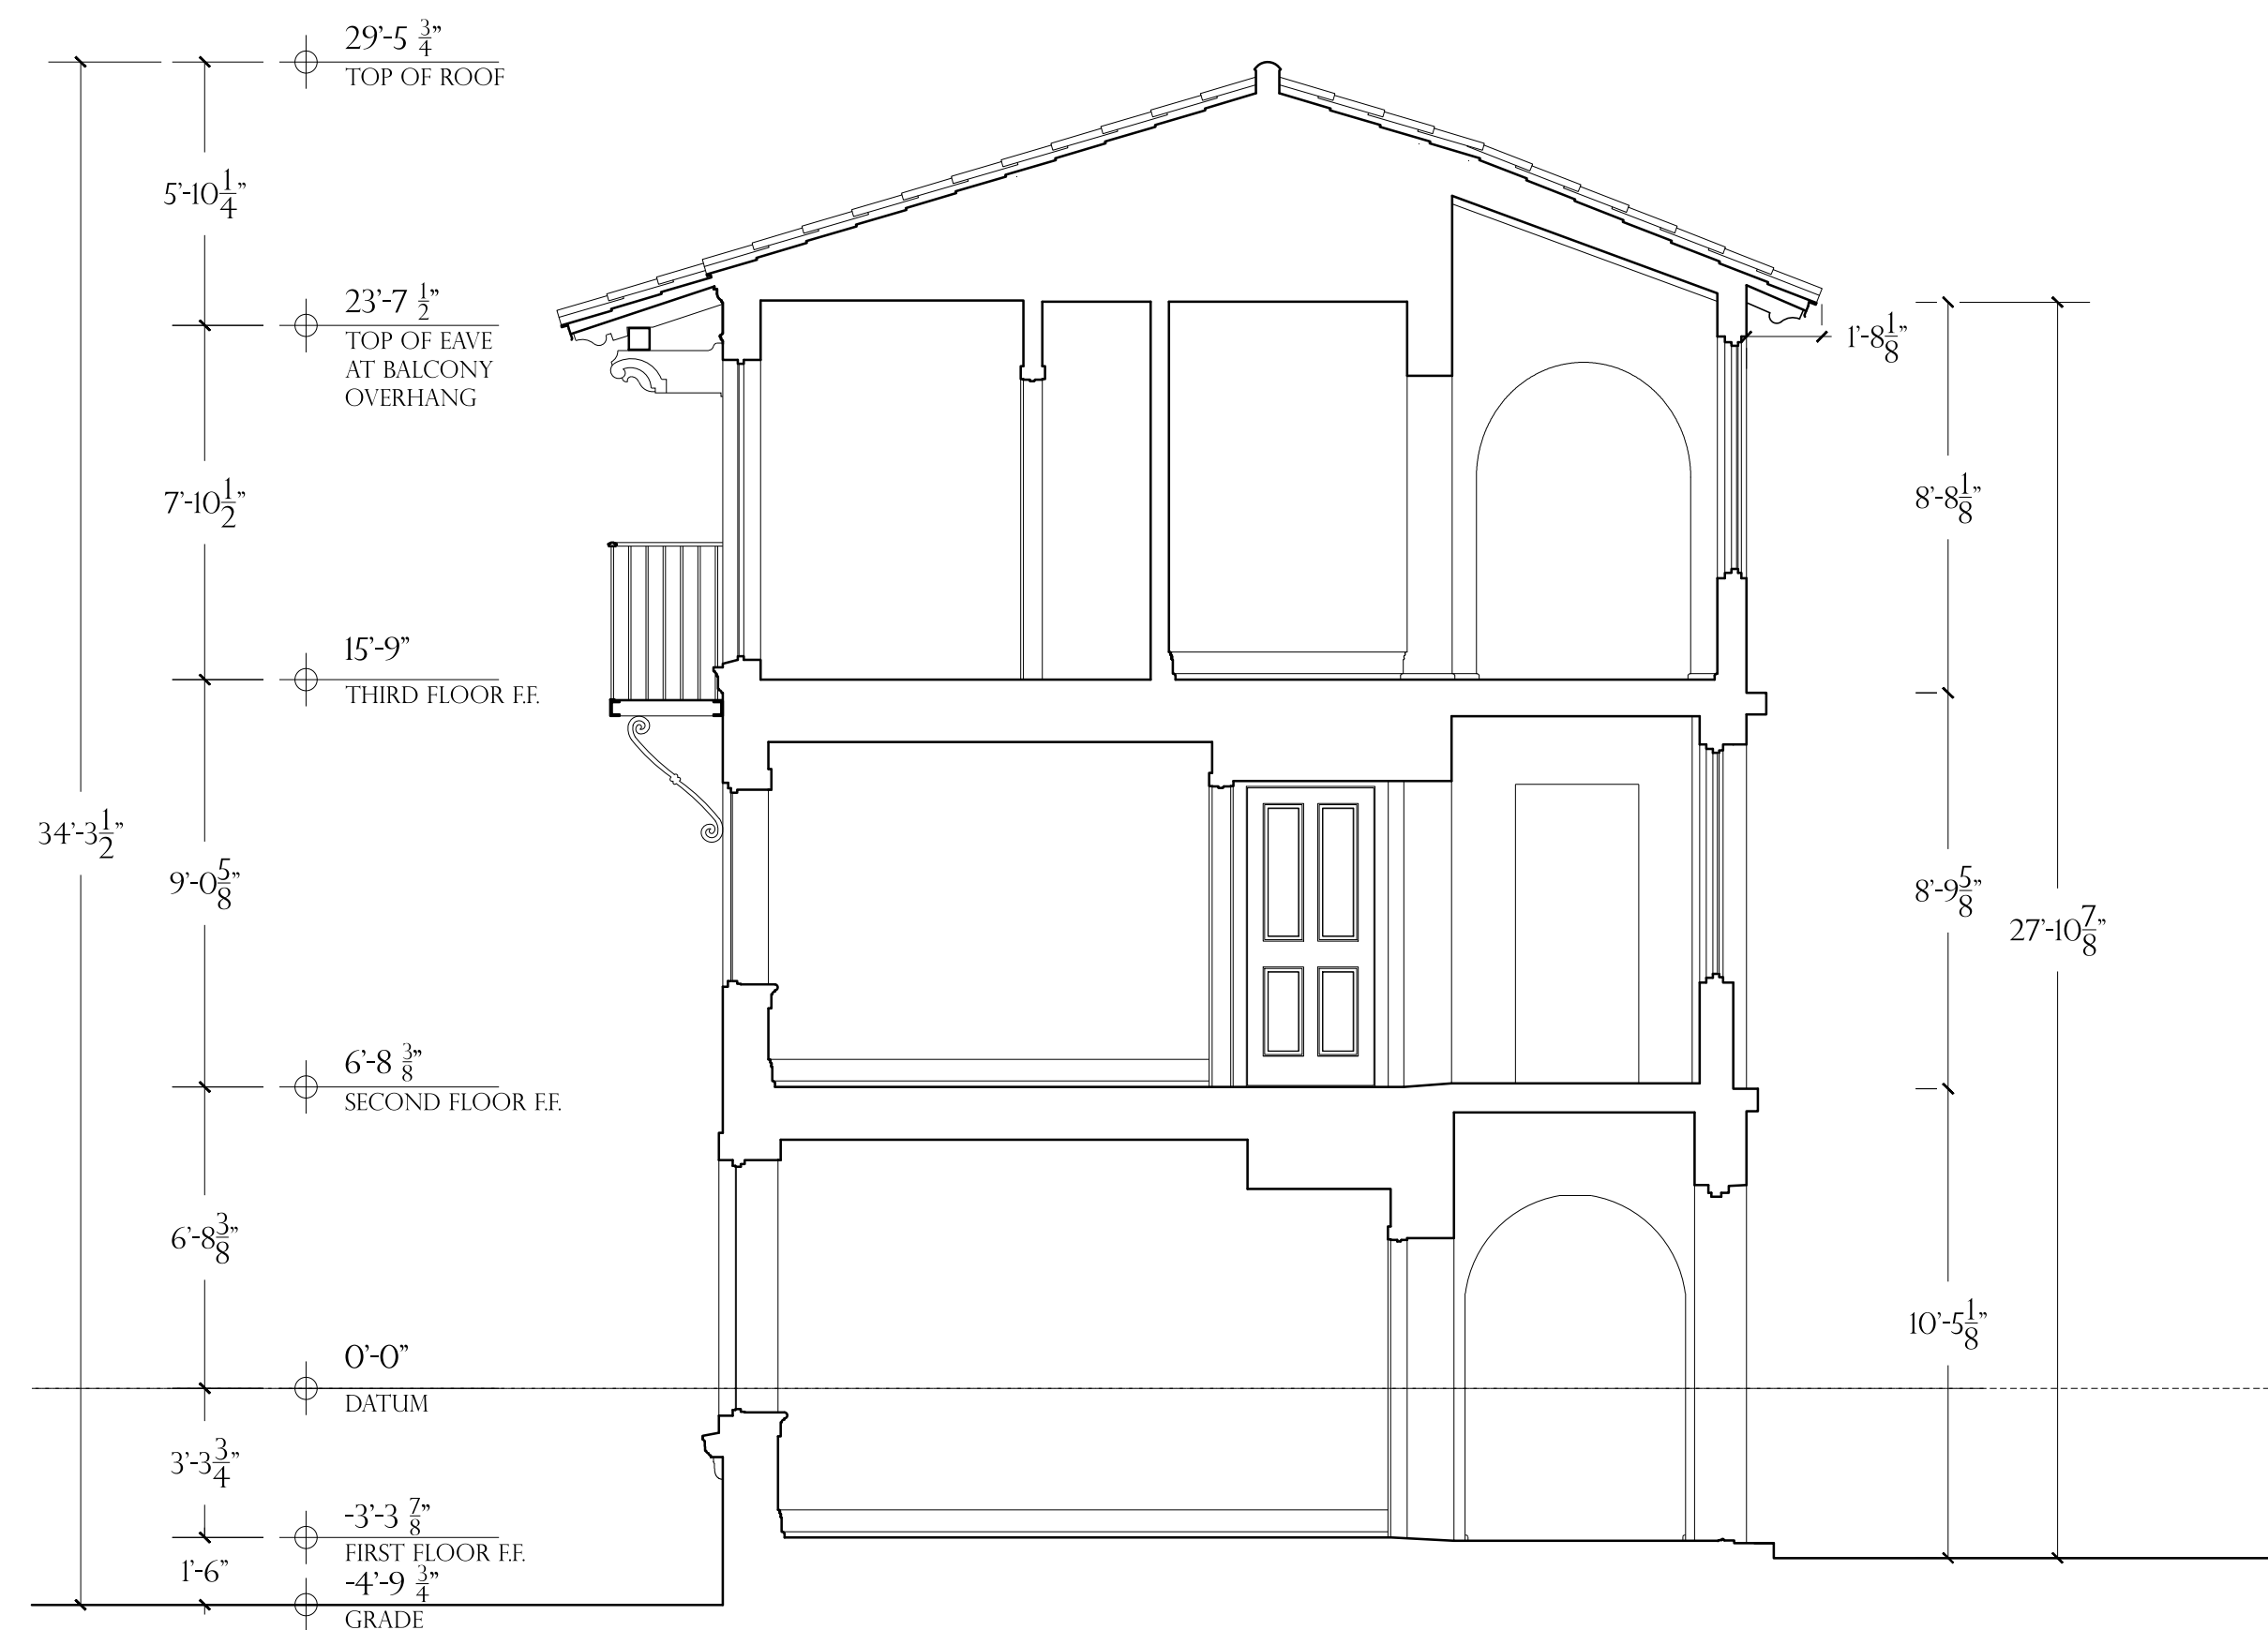 29'-5 3/4"
TOP OF ROOF
5'-10 1/4"
23'-7 1/2"
TOP OF EAVE
AT BALCONY
OVERHANG
1'-8 1/8"
7'-10 1/2"
8'-8 1/8"
15'-9"
THIRD FLOOR F.F.
34'-3 1/2"
9'-0 5/8"
8'-9 5/8"
27'-10 7/8"
6'-8 3/8"
SECOND FLOOR F.F.
6'-8 3/8"
10'-5 1/8"
0'-0"
DATUM
3'-3 3/4"
-3'-3 7/8"
FIRST FLOOR F.F.
1'-6"
-4'-9 3/4"
GRADE